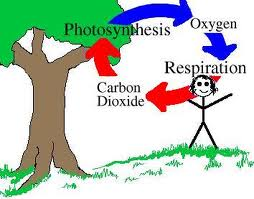 Photosynthesis
Oxygen
Respiration
Carbon
Dioxide